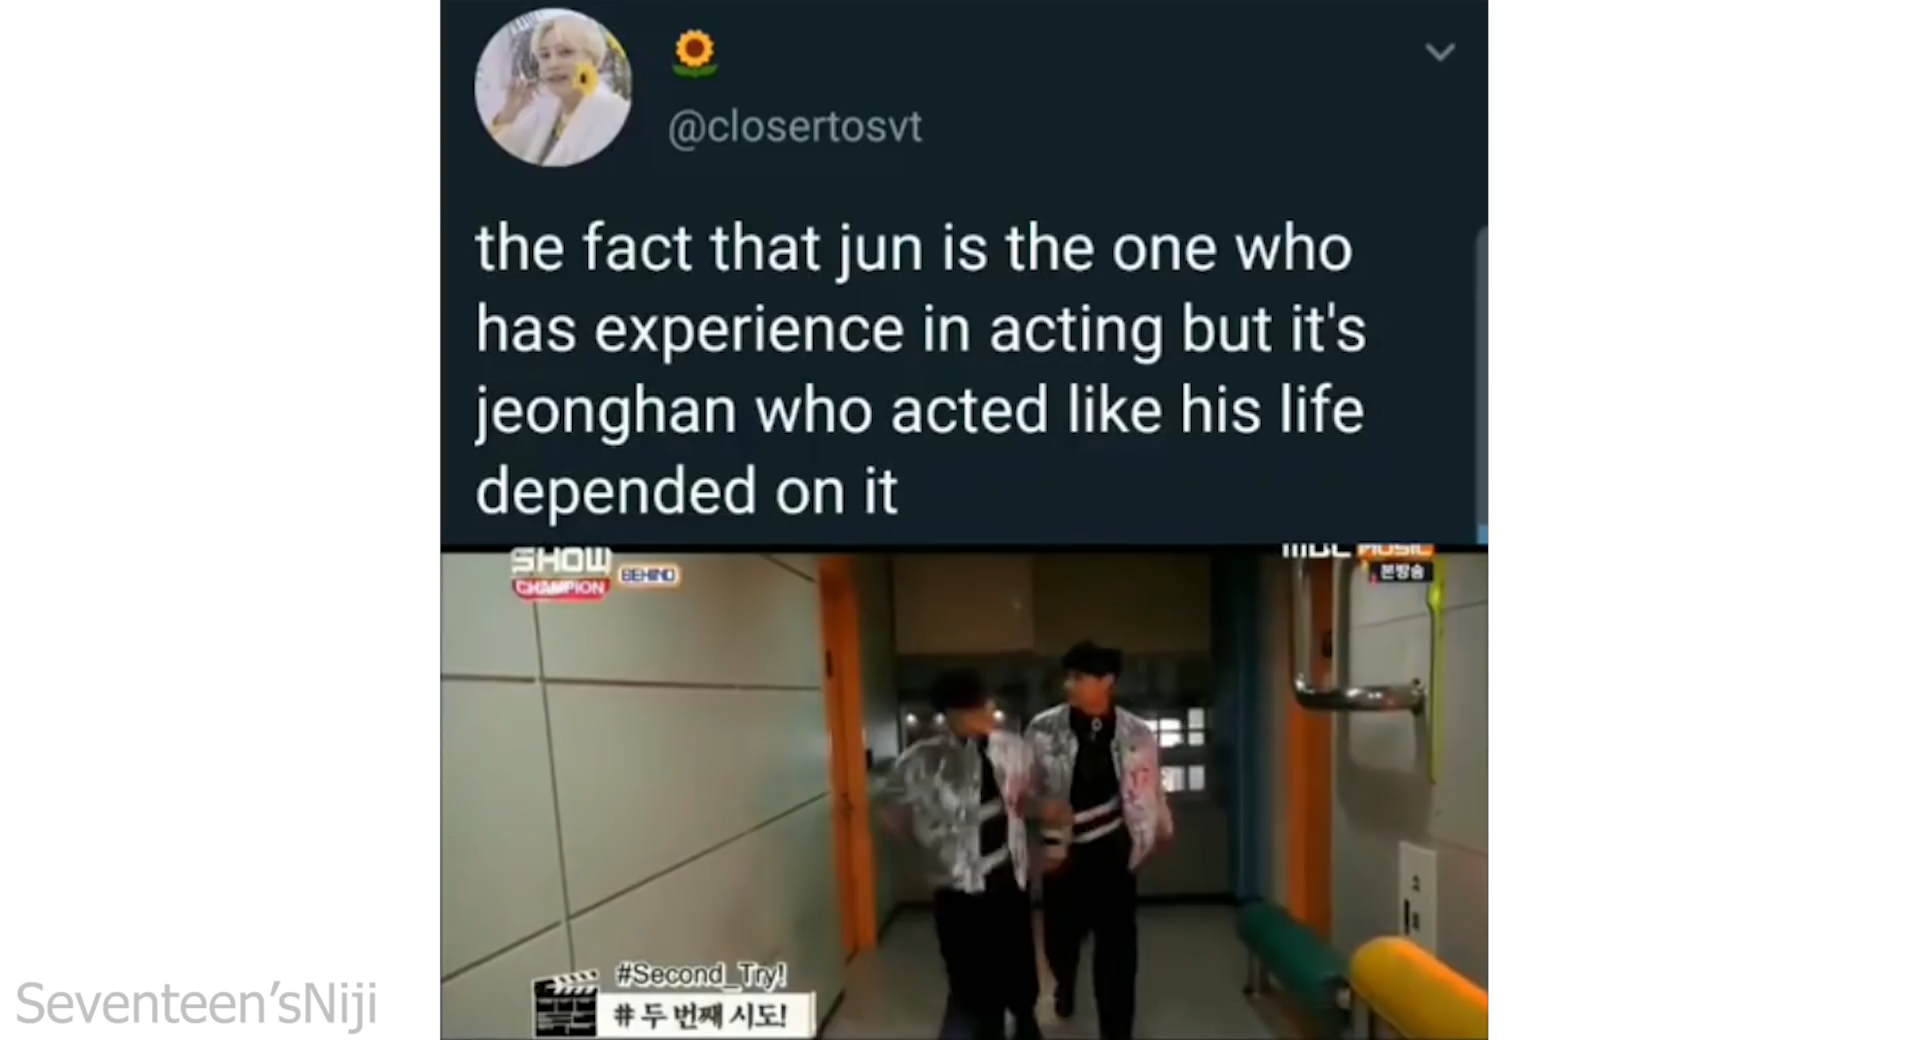 🌻
@closertosvt
the fact that jun is the one who
has experience in acting but it's
jeonghan who acted like his life
depended on it
SHOW
CHAMPION BEHIND
MBC MUSIC
본방송
#Second_Try!
# 두 번째 시도!
Seventeen'sNiji